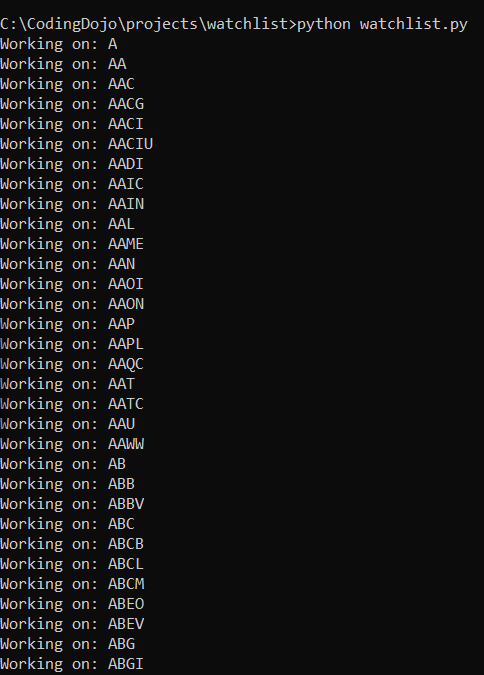 C:\CodingDojo\projects\watchlist>python watchlist.py
Working on: A
Working on: AA
Working on: AAC
Working on: AACG
Working on: AACI
Working on: AACIU
Working on: AADI
Working on: AAIC
Working on: AAIN
Working on: AAL
Working on: AAME
Working on: AAN
Working on: AAOI
Working on: AAON
Working on: AAP
Working on: AAPL
Working on: AAQC
Working on: AAT
Working on: AATC
Working on: AAU
Working on: AAWW
Working on: AB
Working on: ABB
Working on: ABBV
Working on: ABC
Working on: ABCB
Working on: ABCL
Working on: ABCM
Working on: ABEO
Working on: ABEV
Working on: ABG
Working on: ABGI